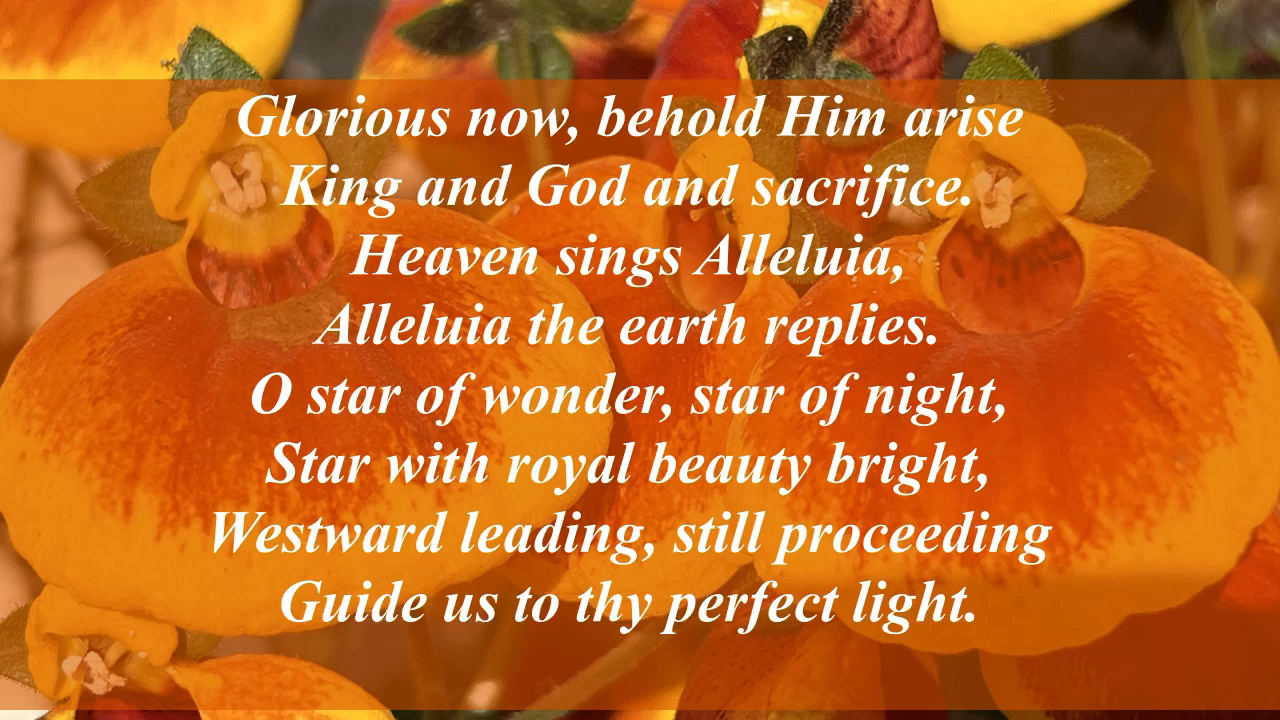 Glorious now, behold Him arise
King and God and sacrifice.
Heaven sings Alleluia,
Alleluia the earth replies.
O star of wonder, star of night,
Star with royal beauty bright,
Westward leading, still proceeding
Guide us to thy perfect light.